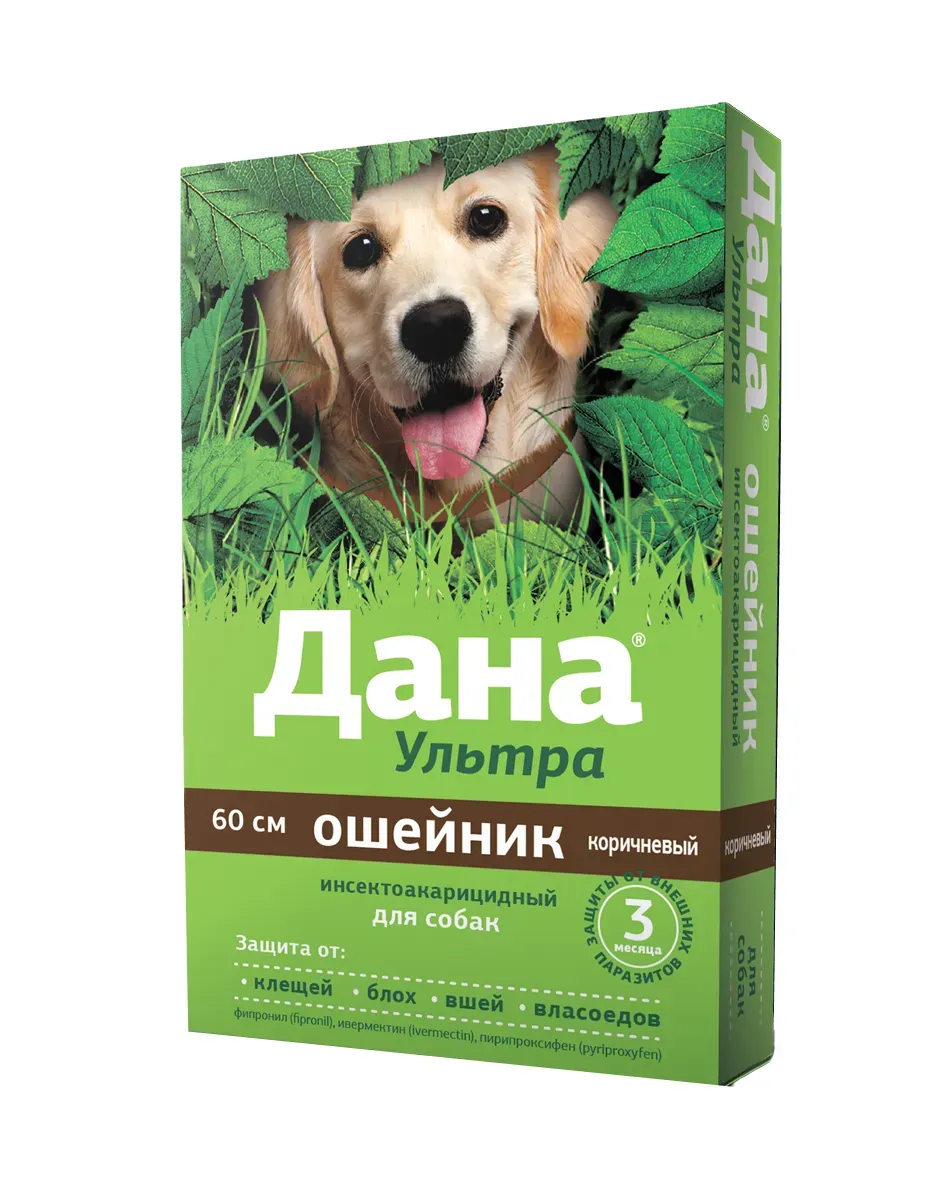 Дана®
Ультра
60 см ошейник коричневый
инсектоакарицидный
для собак
ЗАЩИТЫ ОТ ВНЕШНИХ ПАРАЗИТОВ
3
месяца
Защита от:
• клещей • блох • вшей • власоедов
фипронил (fipronil), ивермектин (ivermectin), пирипроксифен (pyriproxyfen)
Дана®
Ультра
ошейник
инсектоакарицидный
коричневый
для
собак